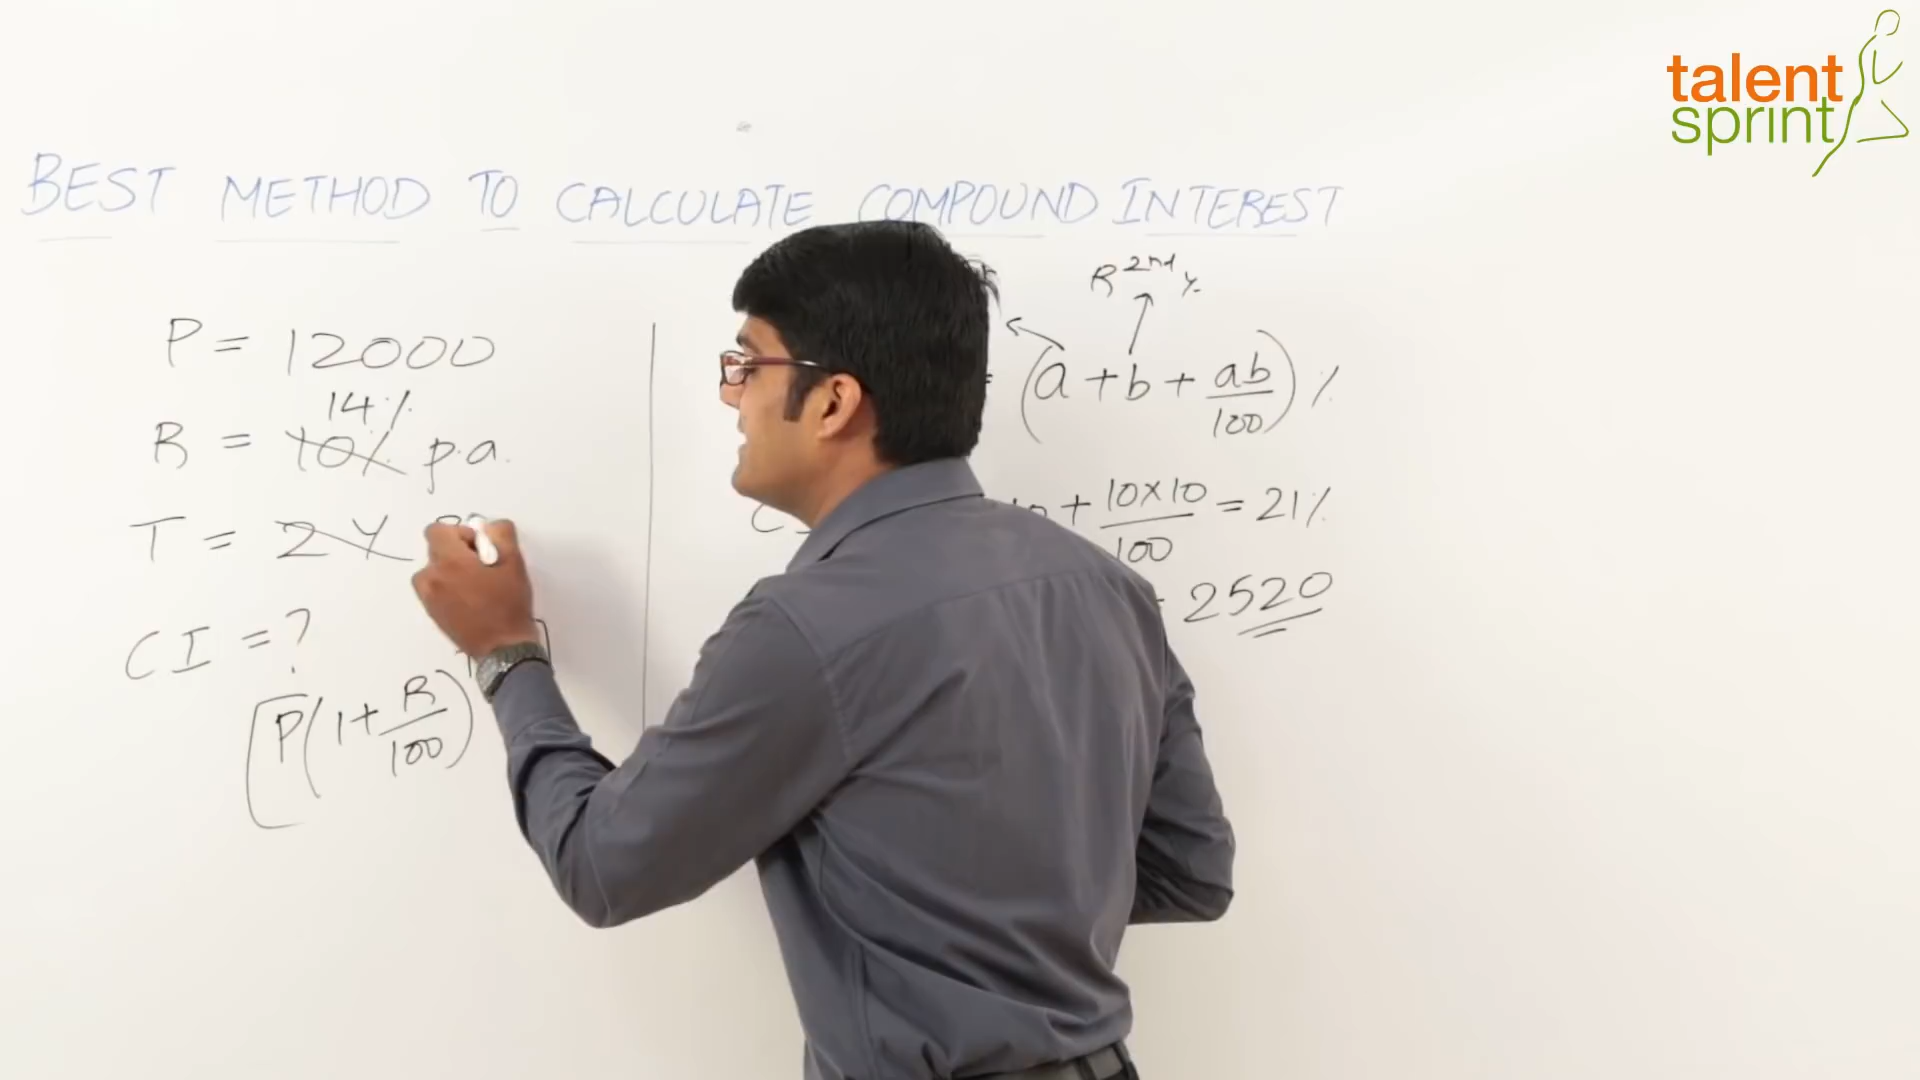 talent
sprint
BEST METHOD TO CALCULATE COMPOUND INTEREST
P = 12000
14%
R = 10% p.a.
T = 2 Y
CI = ?
[P(1+R/100)
R 2nd %
(a + b + ab/100) %
+ 10×10/100 = 21%
2520